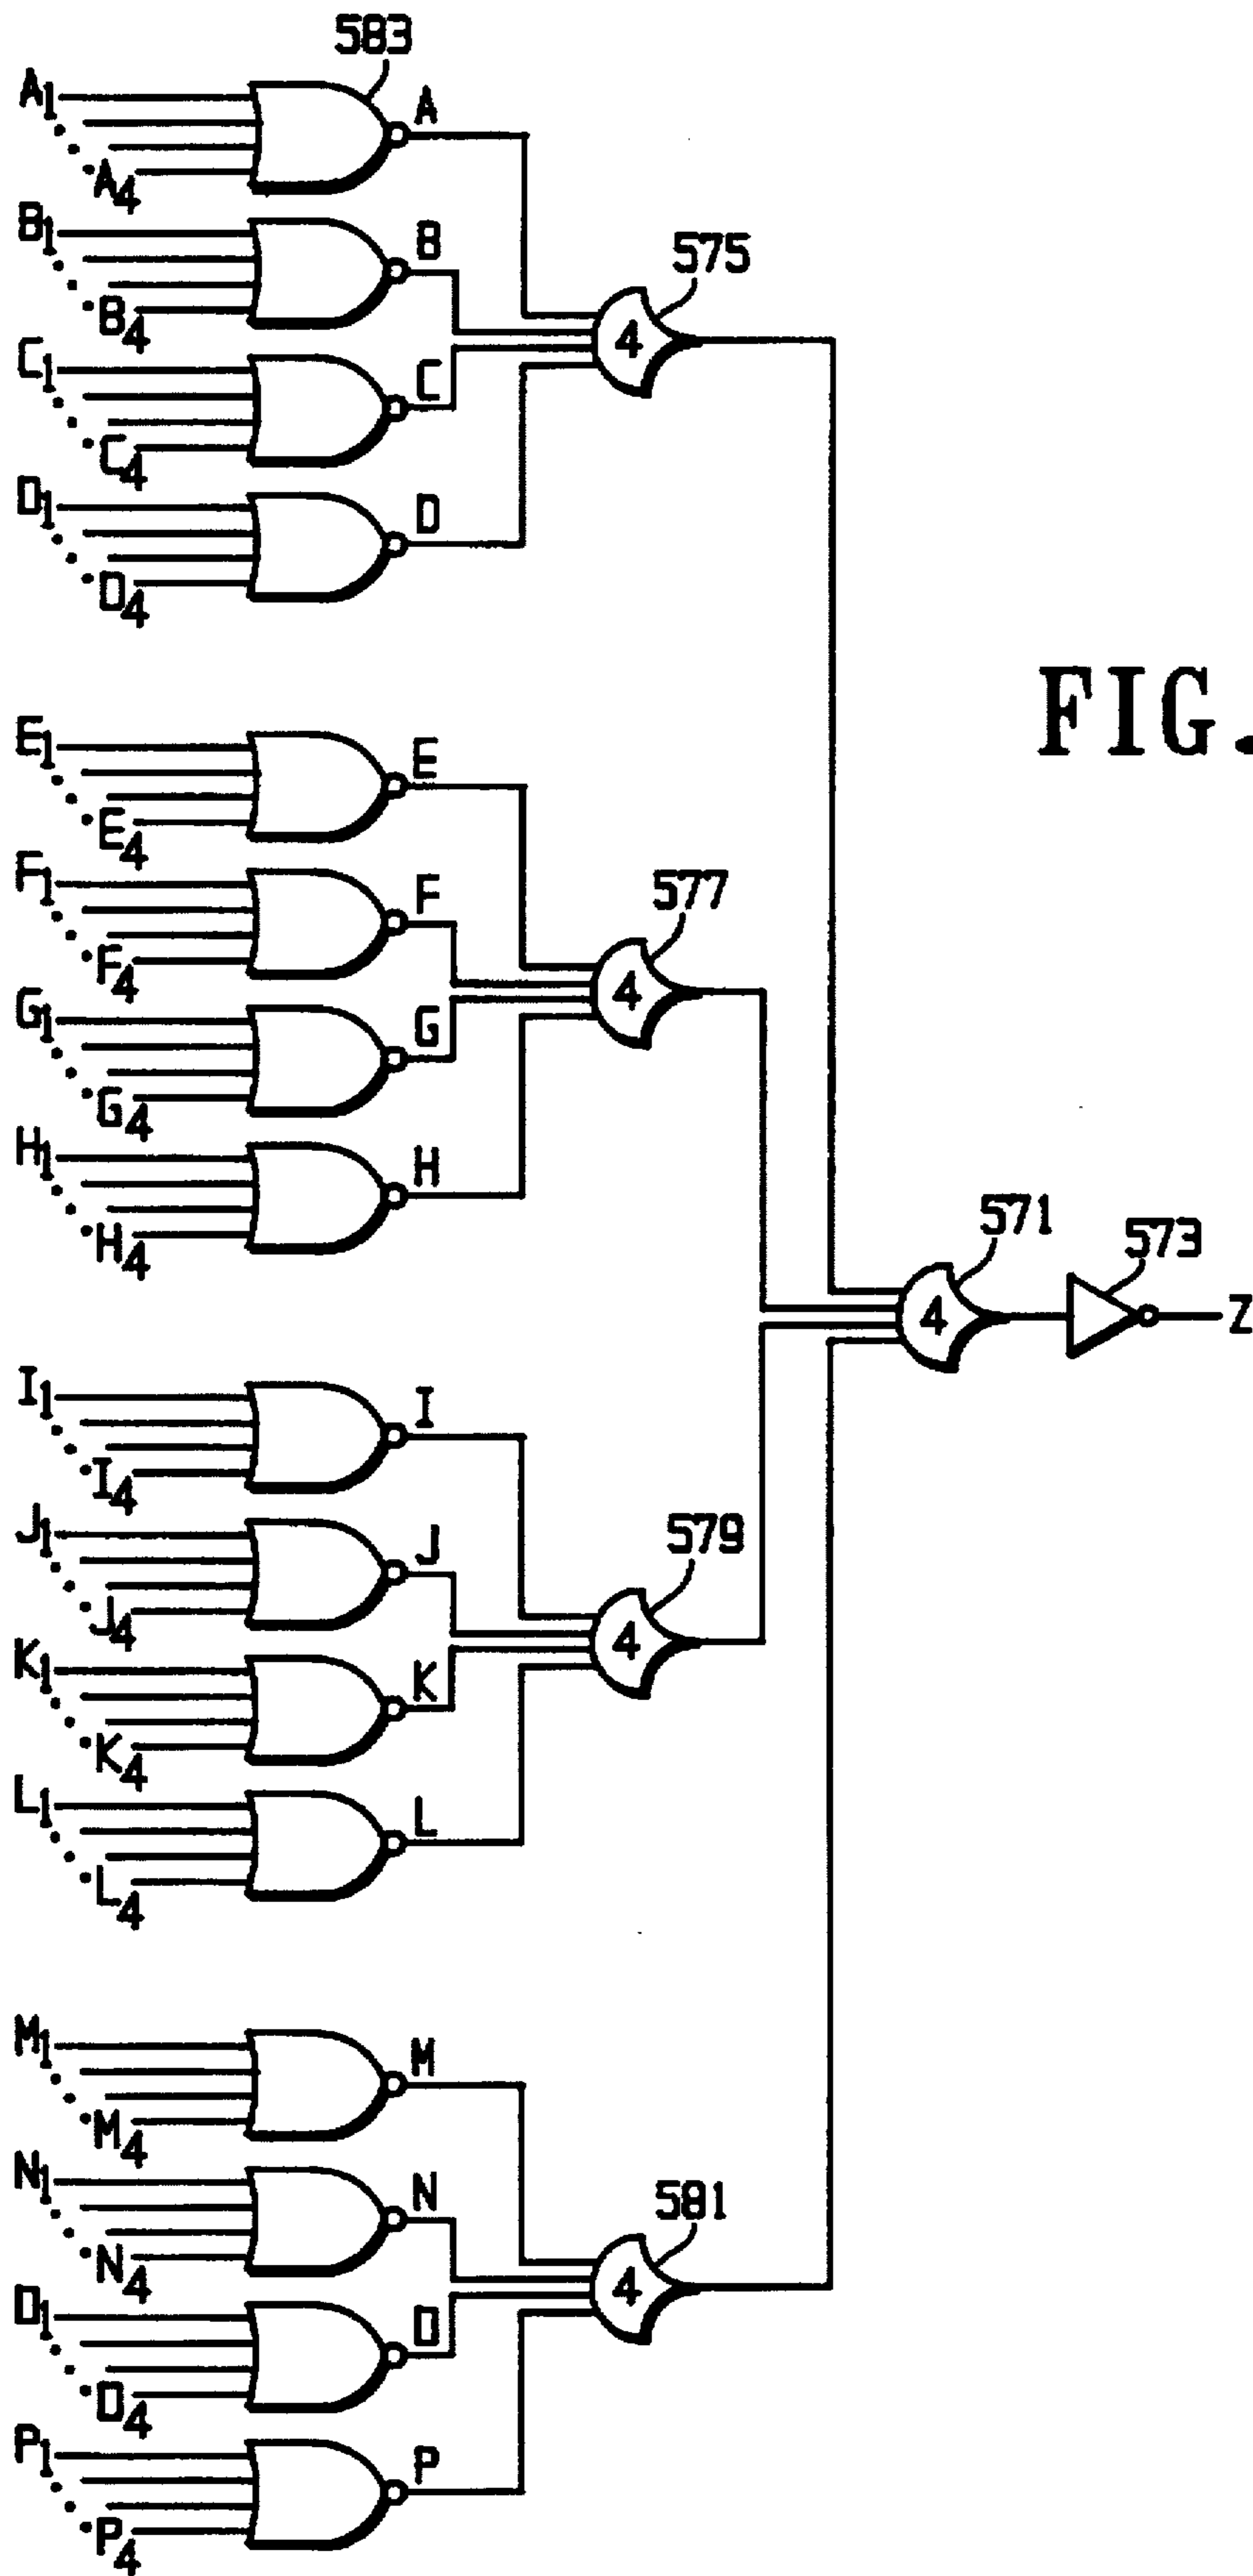 583
A1
A
A4
B1
B
575
B4
4
C1
C
C4
D1
D
D4
FIG.
E1
E
E4
F1
F
577
F4
4
G1
G
G4
H1
H
H4
571
573
4
Z
I1
I
I4
J1
J
579
J4
4
K1
K
K4
L1
L
L4
M1
M
M4
N1
N
581
N4
4
O1
O
O4
P1
P
P4